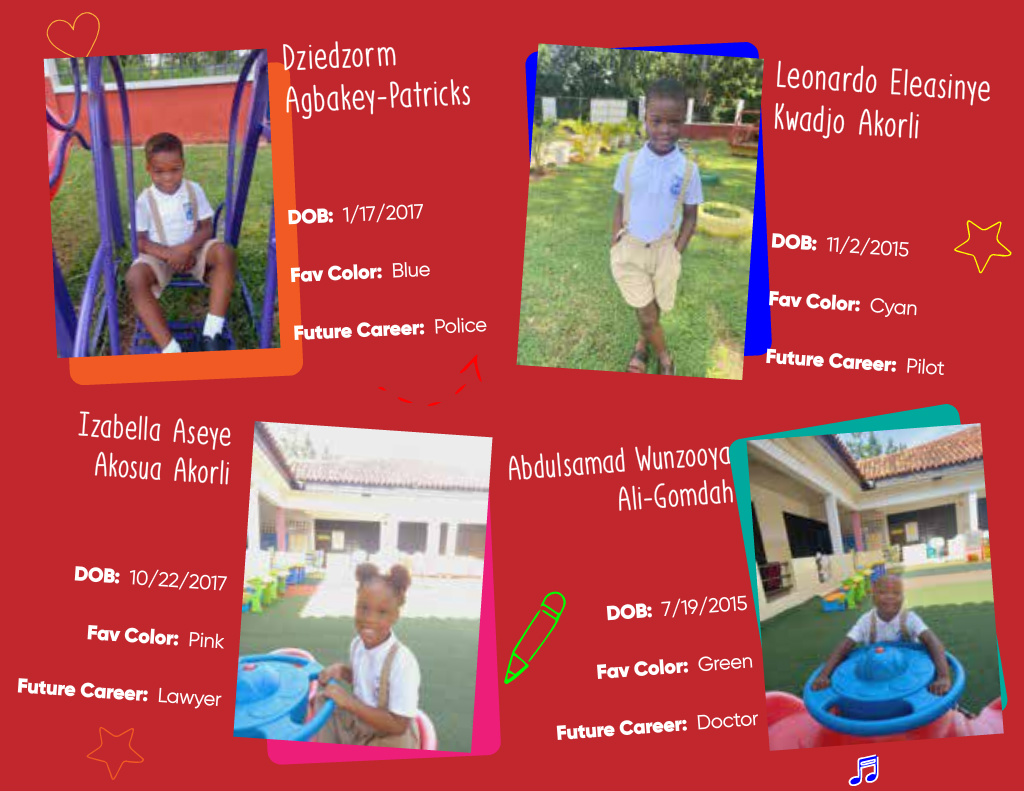 Dziedzorm
Agbakey-Patricks
DOB: 1/17/2017
Fav Color: Blue
Future Career: Police
Leonardo Eleasinye
Kwadjo Akorli
DOB: 11/2/2015
Fav Color: Cyan
Future Career: Pilot
Izabella Aseye
Akosua Akorli
DOB: 10/22/2017
Fav Color: Pink
Future Career: Lawyer
Abdulsamad Wunzooya
Ali-Gomdah
DOB: 7/19/2015
Fav Color: Green
Future Career: Doctor